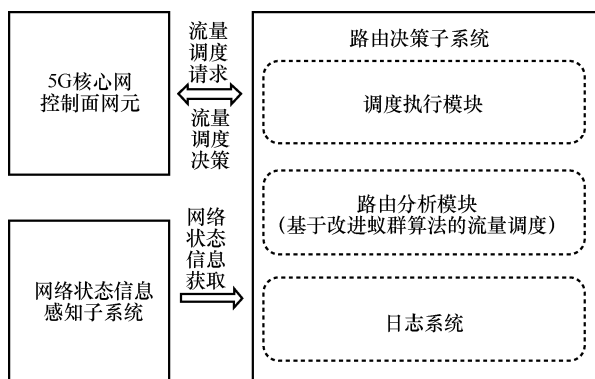 5G核心网
控制面网元
流量
调度
请求
流量
调度
决策
路由决策子系统
调度执行模块
路由分析模块
(基于改进蚁群算法的流量调度)
日志系统
网络状态信息
感知子系统
网络
状态
信息
获取